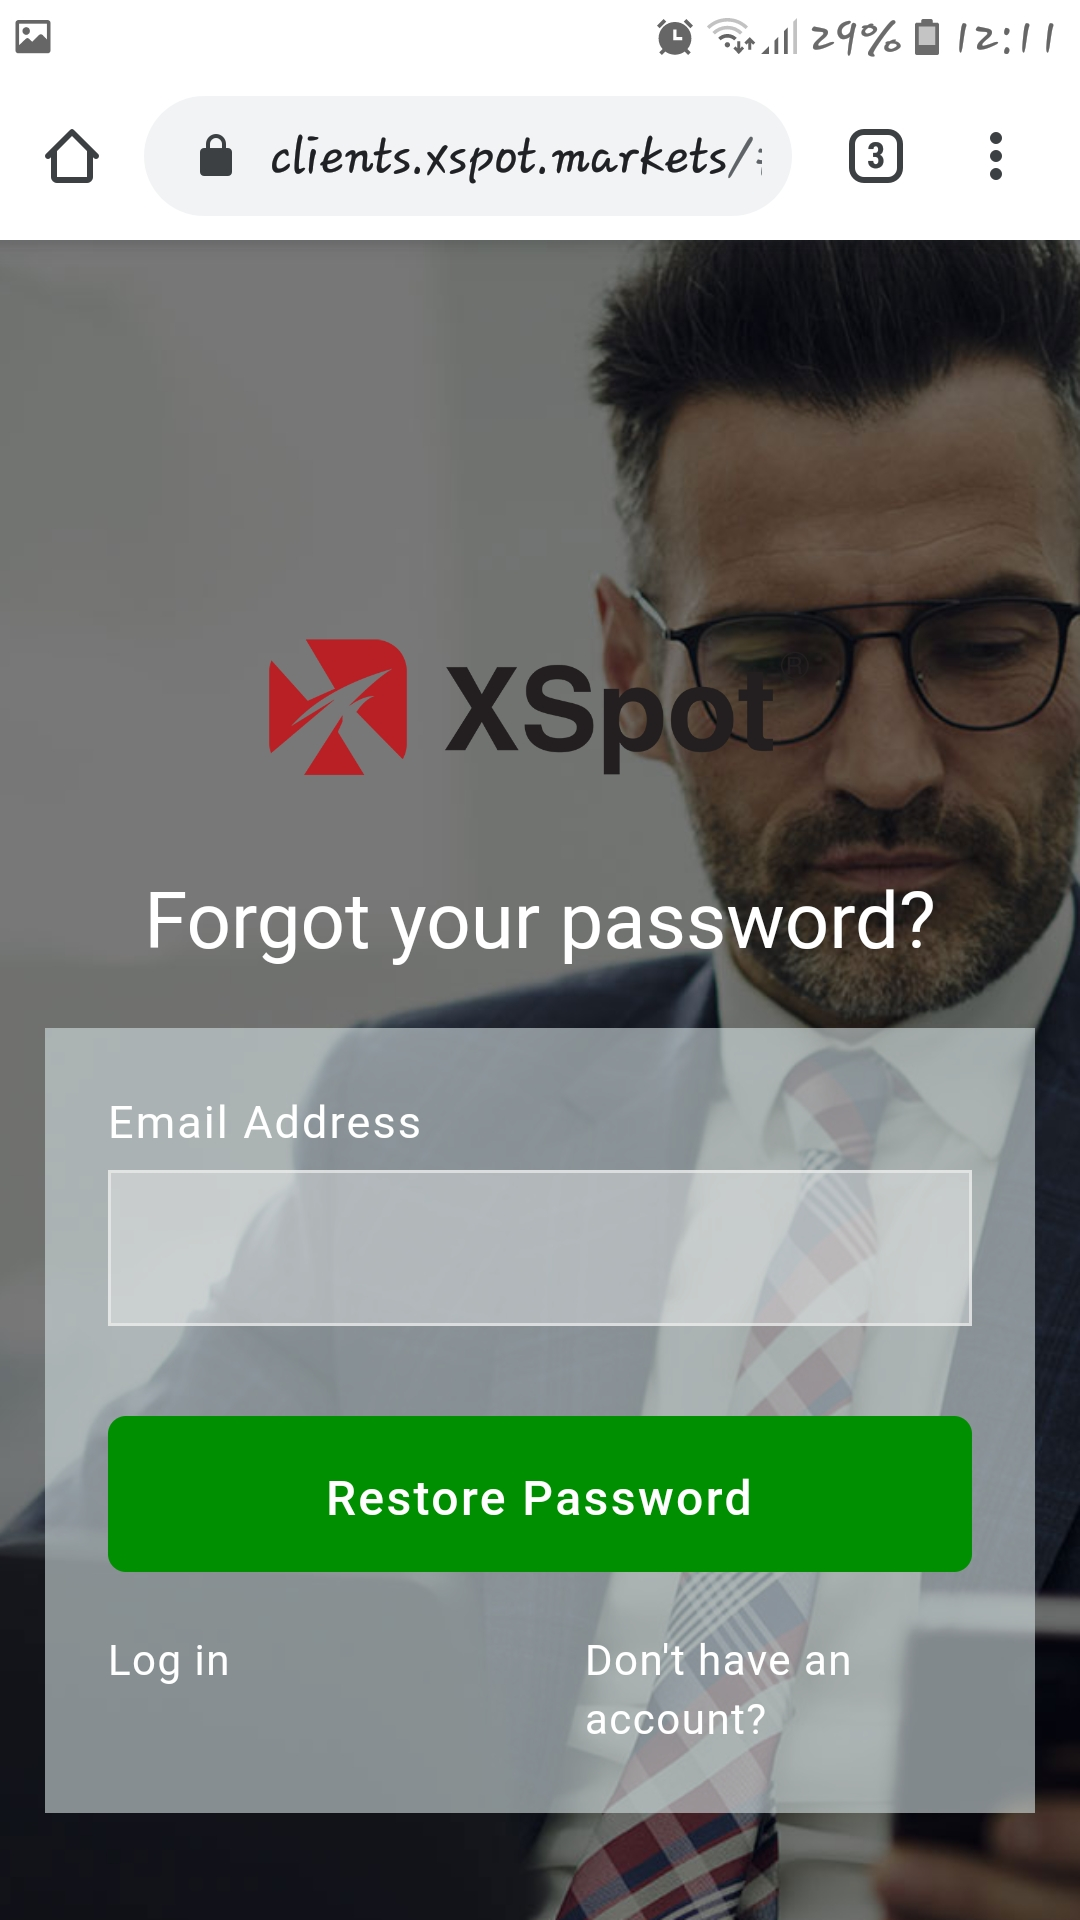 29% 12:11
clients.xspot.markets/
3
XSpot®
Forgot your password?
Email Address
Restore Password
Log in
Don't have an
account?